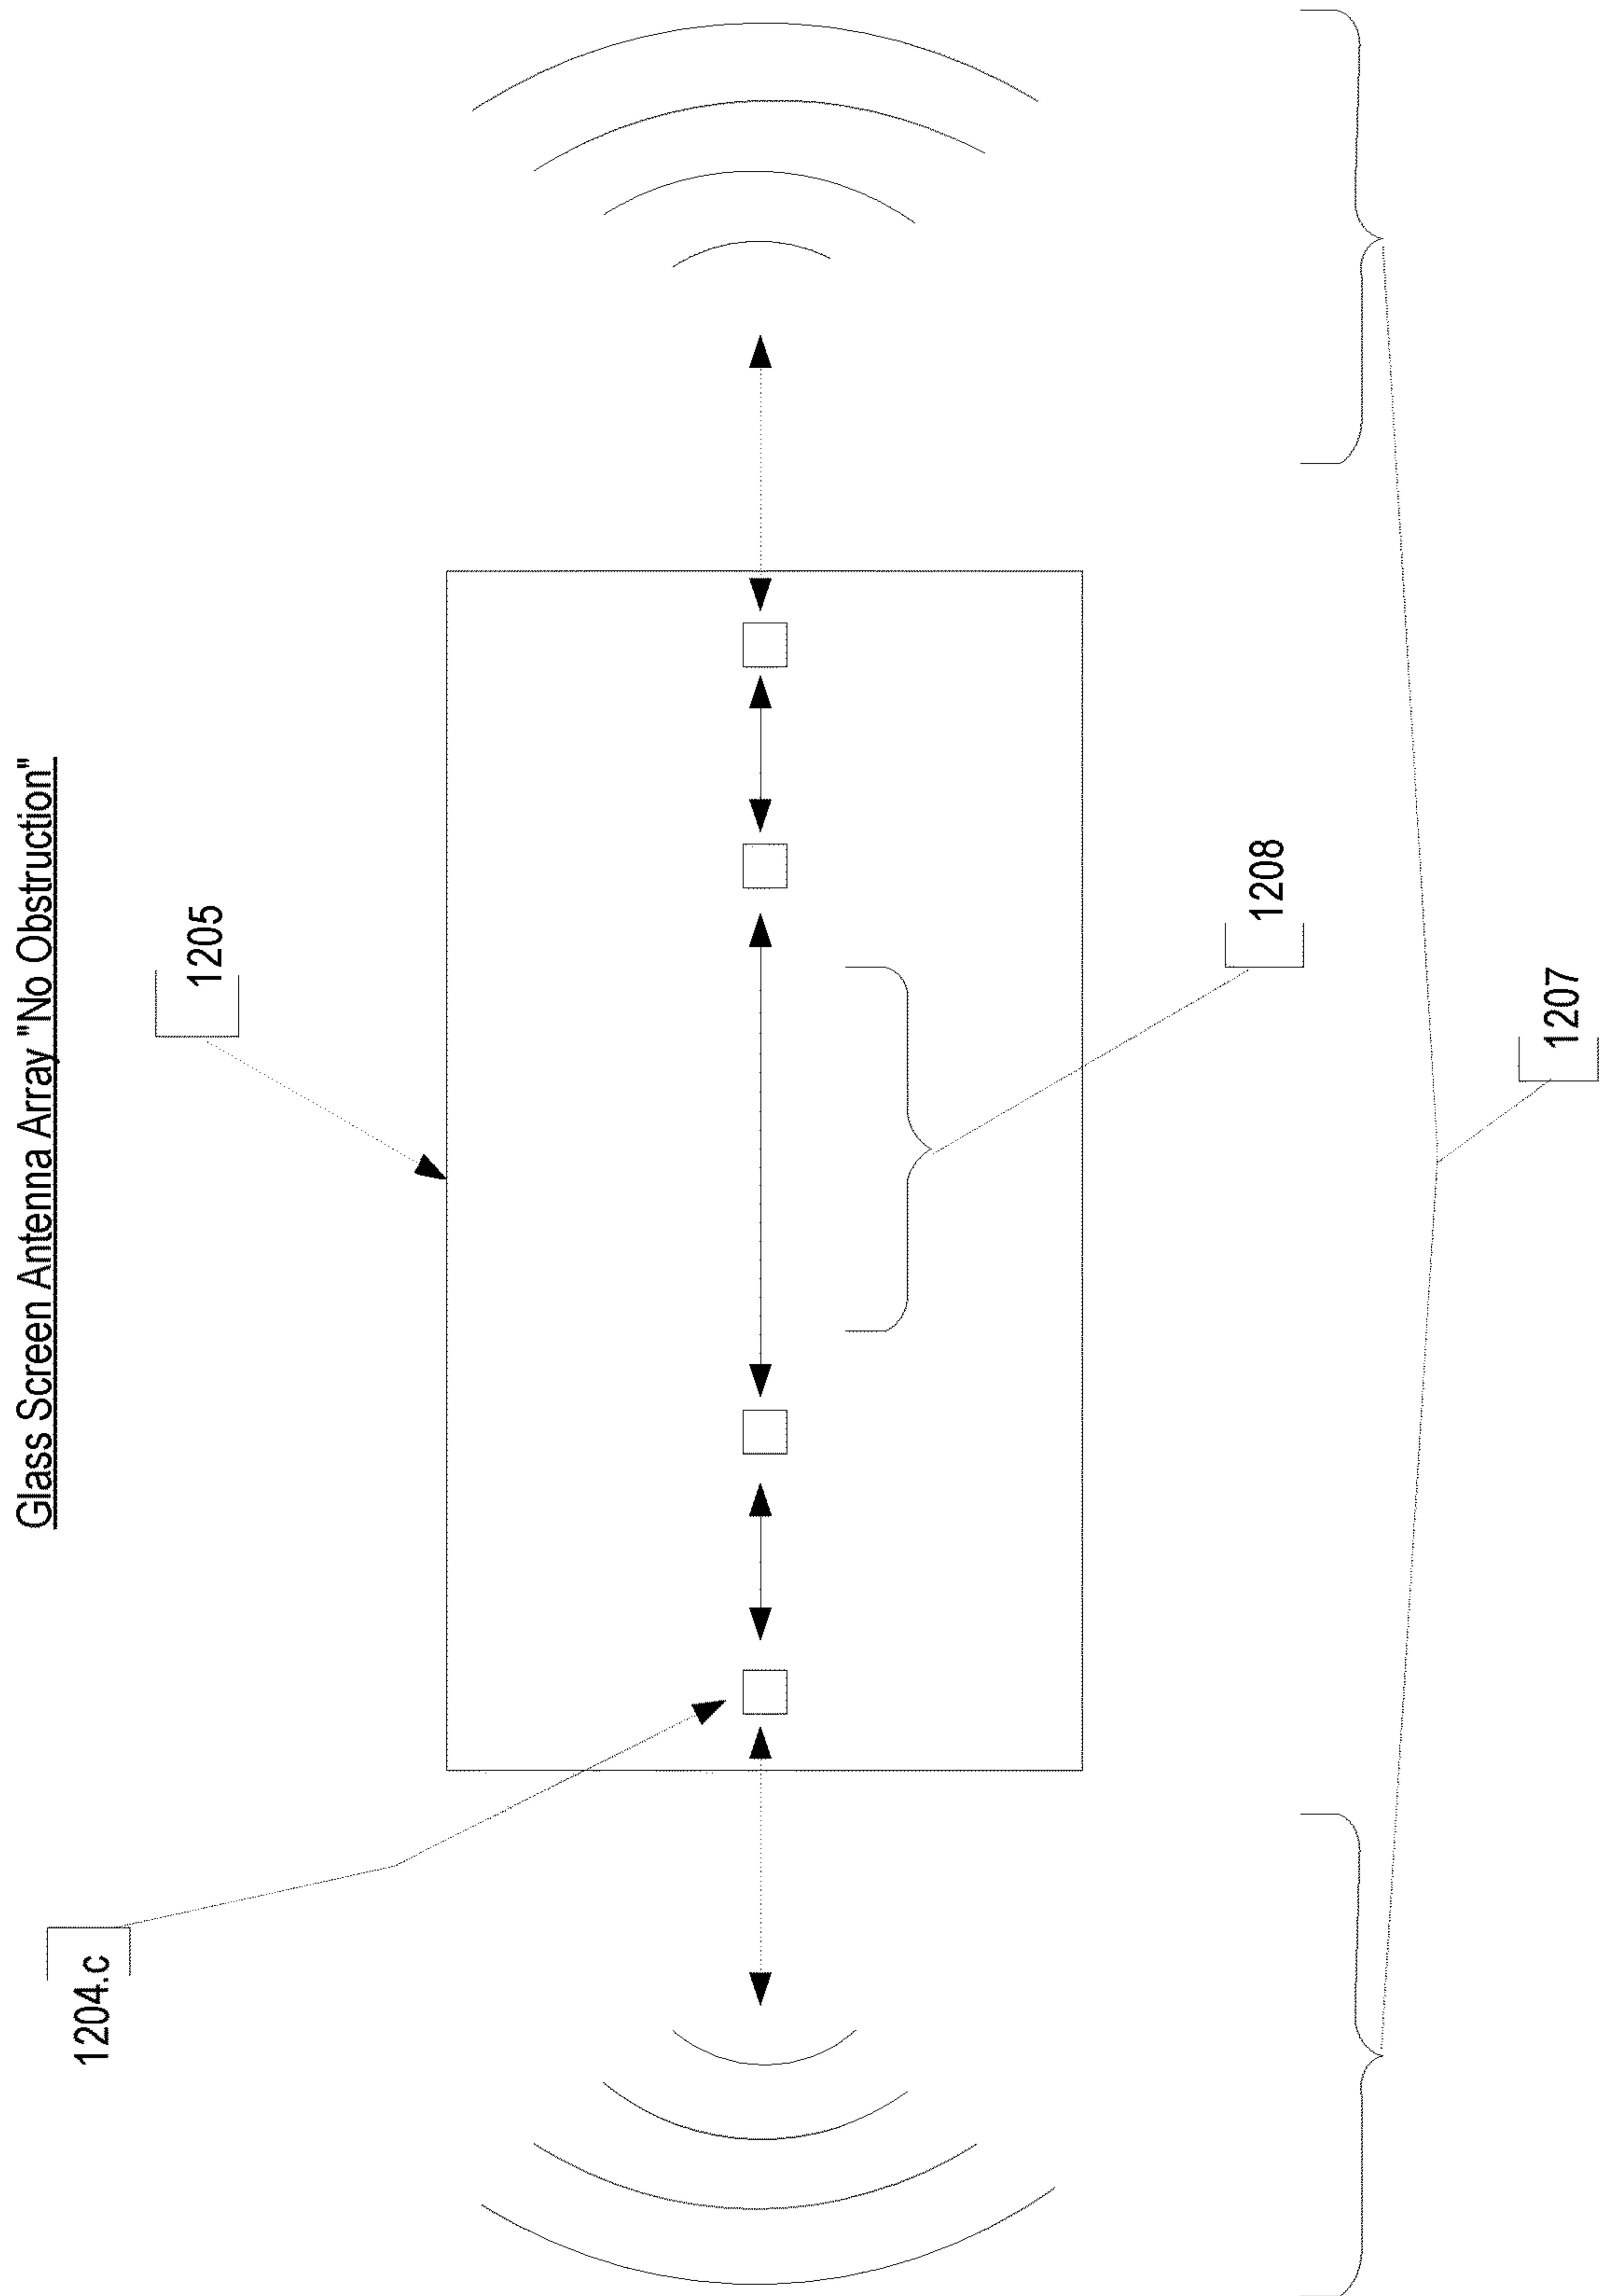 Glass Screen Antenna Array "No Obstruction"
1204.c
1205
1208
1207